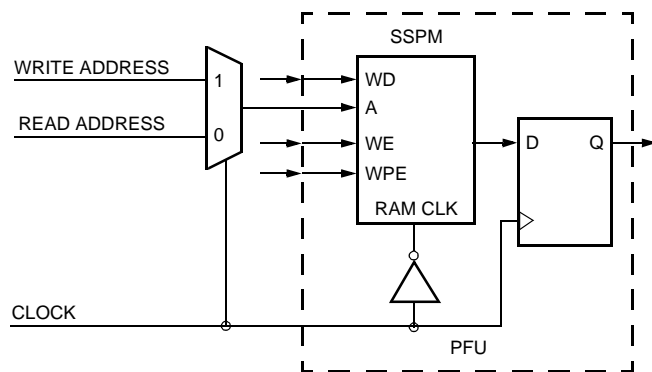 SSPM
WRITE ADDRESS
1
WD
A
READ ADDRESS
0
WE
D
Q
WPE
RAM CLK
CLOCK
PFU